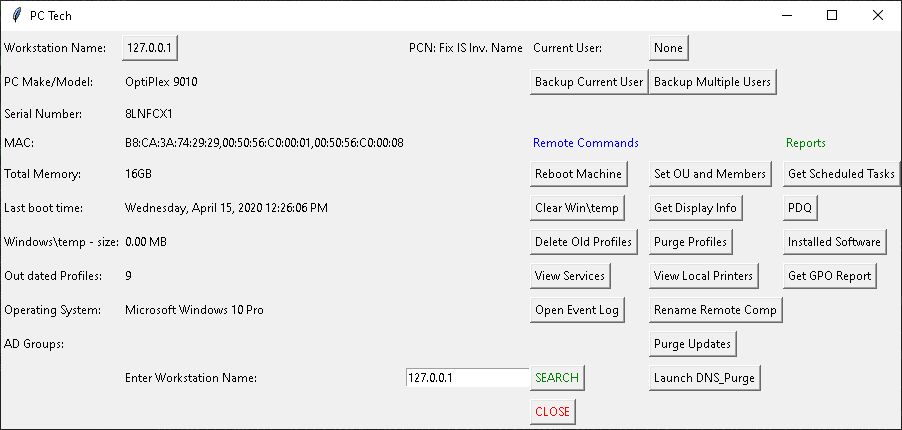 PC Tech
Workstation Name: 127.0.0.1 PCN: Fix IS Inv. Name Current User: None
PC Make/Model: OptiPlex 9010 Backup Current User Backup Multiple Users
Serial Number: 8LNFCX1
MAC: B8:CA:3A:74:29:29,00:50:56:C0:00:01,00:50:56:C0:00:08 Remote Commands Reports
Total Memory: 16GB Reboot Machine Set OU and Members Get Scheduled Tasks
Last boot time: Wednesday, April 15, 2020 12:26:06 PM Clear Win\temp Get Display Info PDQ
Windows\temp - size: 0.00 MB Delete Old Profiles Purge Profiles Installed Software
Out dated Profiles: 9 View Services View Local Printers Get GPO Report
Operating System: Microsoft Windows 10 Pro Open Event Log Rename Remote Comp
AD Groups: Purge Updates
Enter Workstation Name: 127.0.0.1 SEARCH Launch DNS_Purge
CLOSE